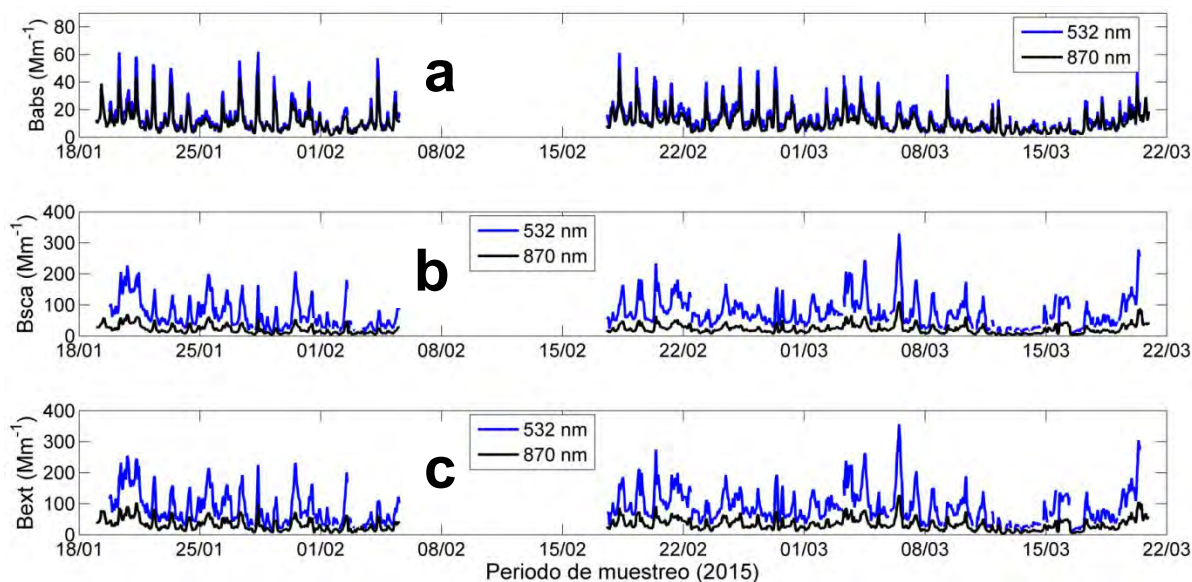 80
60
40
20
0
Babs (Mm⁻¹)
a
532 nm
870 nm
18/01 25/01 01/02 08/02 15/02 22/02 01/03 08/03 15/03 22/03
400
300
200
100
0
Bsca (Mm⁻¹)
b
532 nm
870 nm
18/01 25/01 01/02 08/02 15/02 22/02 01/03 08/03 15/03 22/03
400
300
200
100
0
Bext (Mm⁻¹)
c
532 nm
870 nm
18/01 25/01 01/02 08/02 15/02 22/02 01/03 08/03 15/03 22/03
Periodo de muestreo (2015)